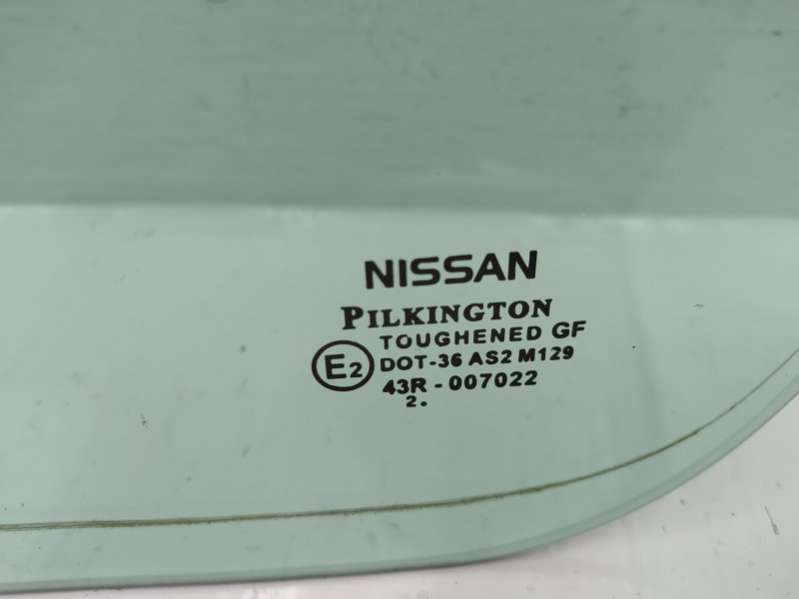 NISSAN
PILKINGTON
TOUGHENED GF
E2
DOT-36 AS2 M129
43R - 007022
2.